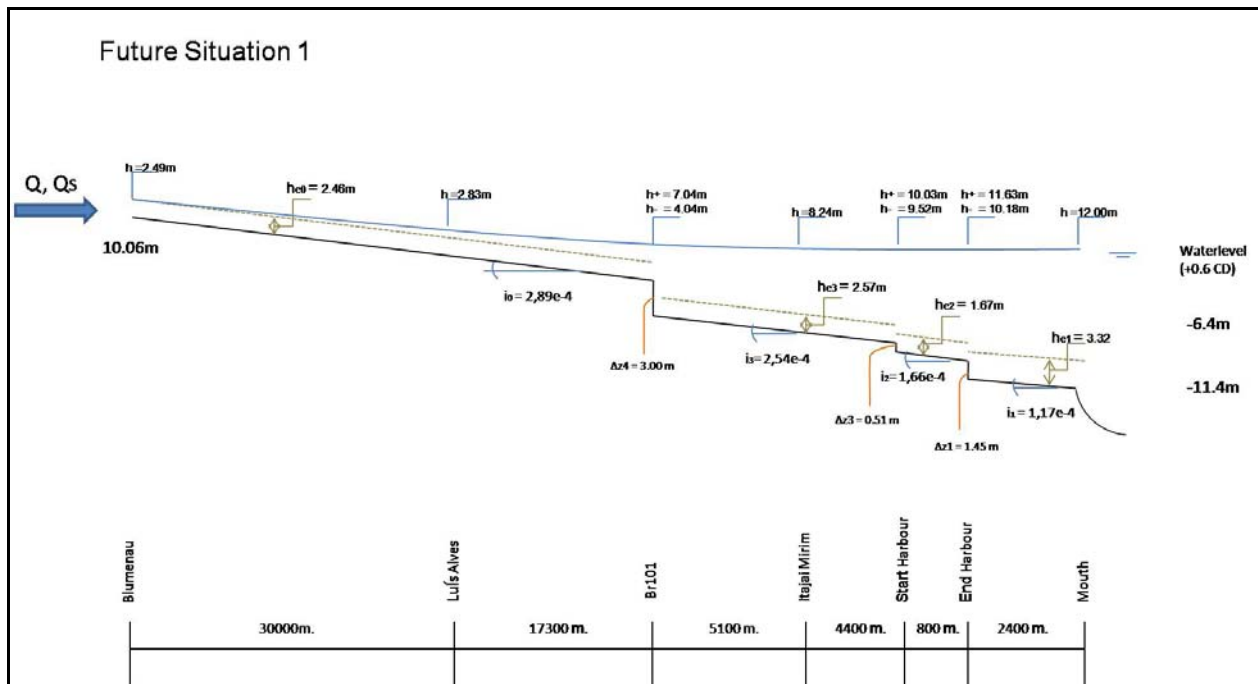 Future Situation 1
Q, Qs
h =2.49m
hₑ₀ = 2.46m
h =2.83m
h+ = 7.04m
h- = 4.04m
h =8.24m
h+ = 10.03m
h- = 9.52m
h+ = 11.63m
h- = 10.18m
h =12.00m
10.06m
Waterlevel
(+0.6 CD)
i₀ = 2,89e-4
hₑ₃ = 2.57m
hₑ₂ = 1.67m
hₑ₁ = 3.32
-6.4m
-11.4m
Δz4 = 3.00 m
i₃ = 2,54e-4
i₂ = 1,66e-4
i₁ = 1,17e-4
Δz3 = 0.51 m
Δz1 = 1.45 m
Blumenau
Luís Alves
Br101
Itajai Mirim
Start Harbour
End Harbour
Mouth
30000m.
17300 m.
5100 m.
4400 m.
800 m.
2400 m.